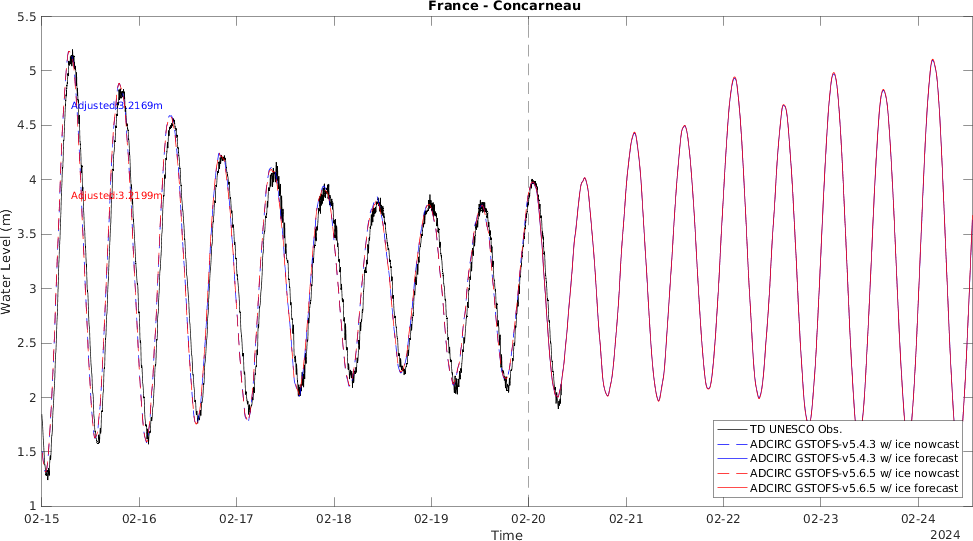 France - Concarneau
5.5
5
4.5
4
3.5
3
2.5
2
1.5
1
Water Level (m)
Adjusted:3.2169m
Adjusted:3.2199m
TD UNESCO Obs.
ADCIRC GSTOFS-v5.4.3 w/ ice nowcast
ADCIRC GSTOFS-v5.4.3 w/ ice forecast
ADCIRC GSTOFS-v5.6.5 w/ ice nowcast
ADCIRC GSTOFS-v5.6.5 w/ ice forecast
02-15 02-16 02-17 02-18 02-19 02-20 02-21 02-22 02-23 02-24
Time
2024